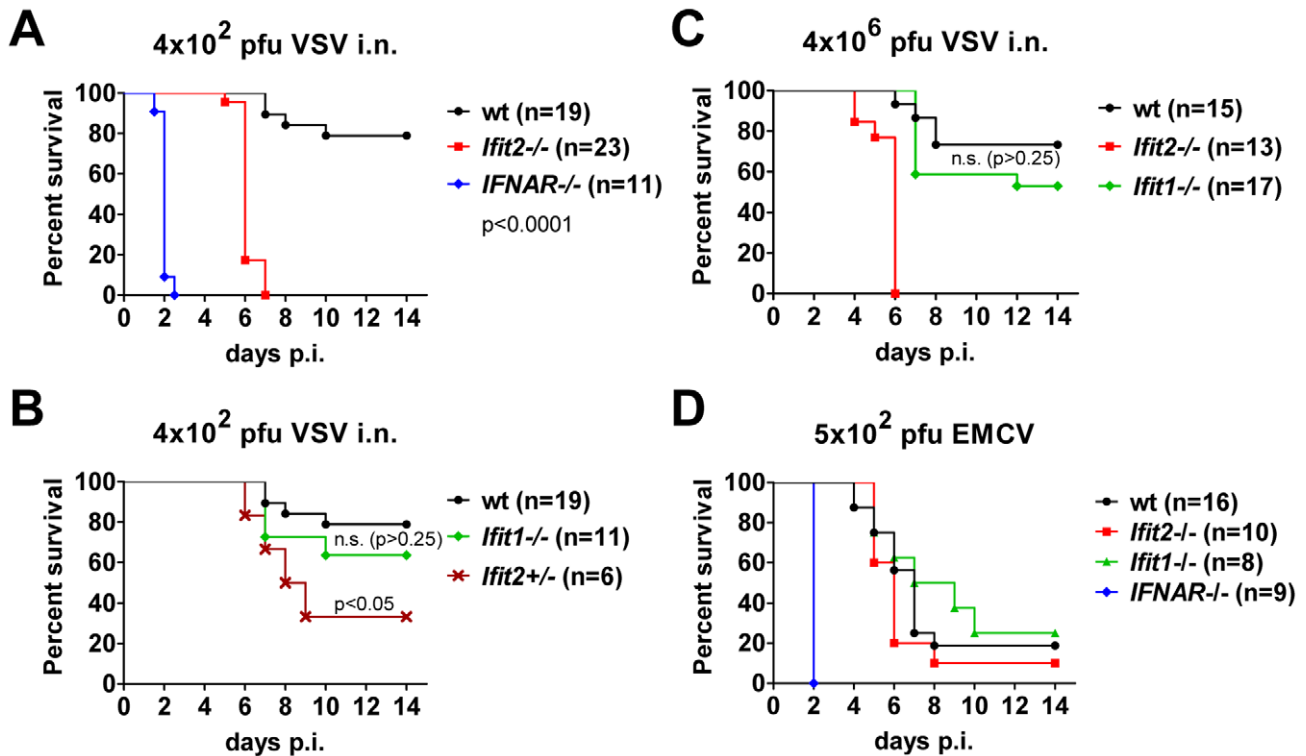 A
4x10² pfu VSV i.n.
Percent survival
100
80
60
40
20
0
0 2 4 6 8 10 12 14
days p.i.
wt (n=19)
Ifit2-/- (n=23)
IFNAR-/- (n=11)
p<0.0001
B
4x10² pfu VSV i.n.
Percent survival
100
80
60
40
20
0
0 2 4 6 8 10 12 14
days p.i.
n.s. (p>0.25)
p<0.05
wt (n=19)
Ifit1-/- (n=11)
Ifit2+/- (n=6)
C
4x10⁶ pfu VSV i.n.
Percent survival
100
80
60
40
20
0
0 2 4 6 8 10 12 14
days p.i.
n.s. (p>0.25)
wt (n=15)
Ifit2-/- (n=13)
Ifit1-/- (n=17)
D
5x10² pfu EMCV
Percent survival
100
80
60
40
20
0
0 2 4 6 8 10 12 14
days p.i.
wt (n=16)
Ifit2-/- (n=10)
Ifit1-/- (n=8)
IFNAR-/- (n=9)